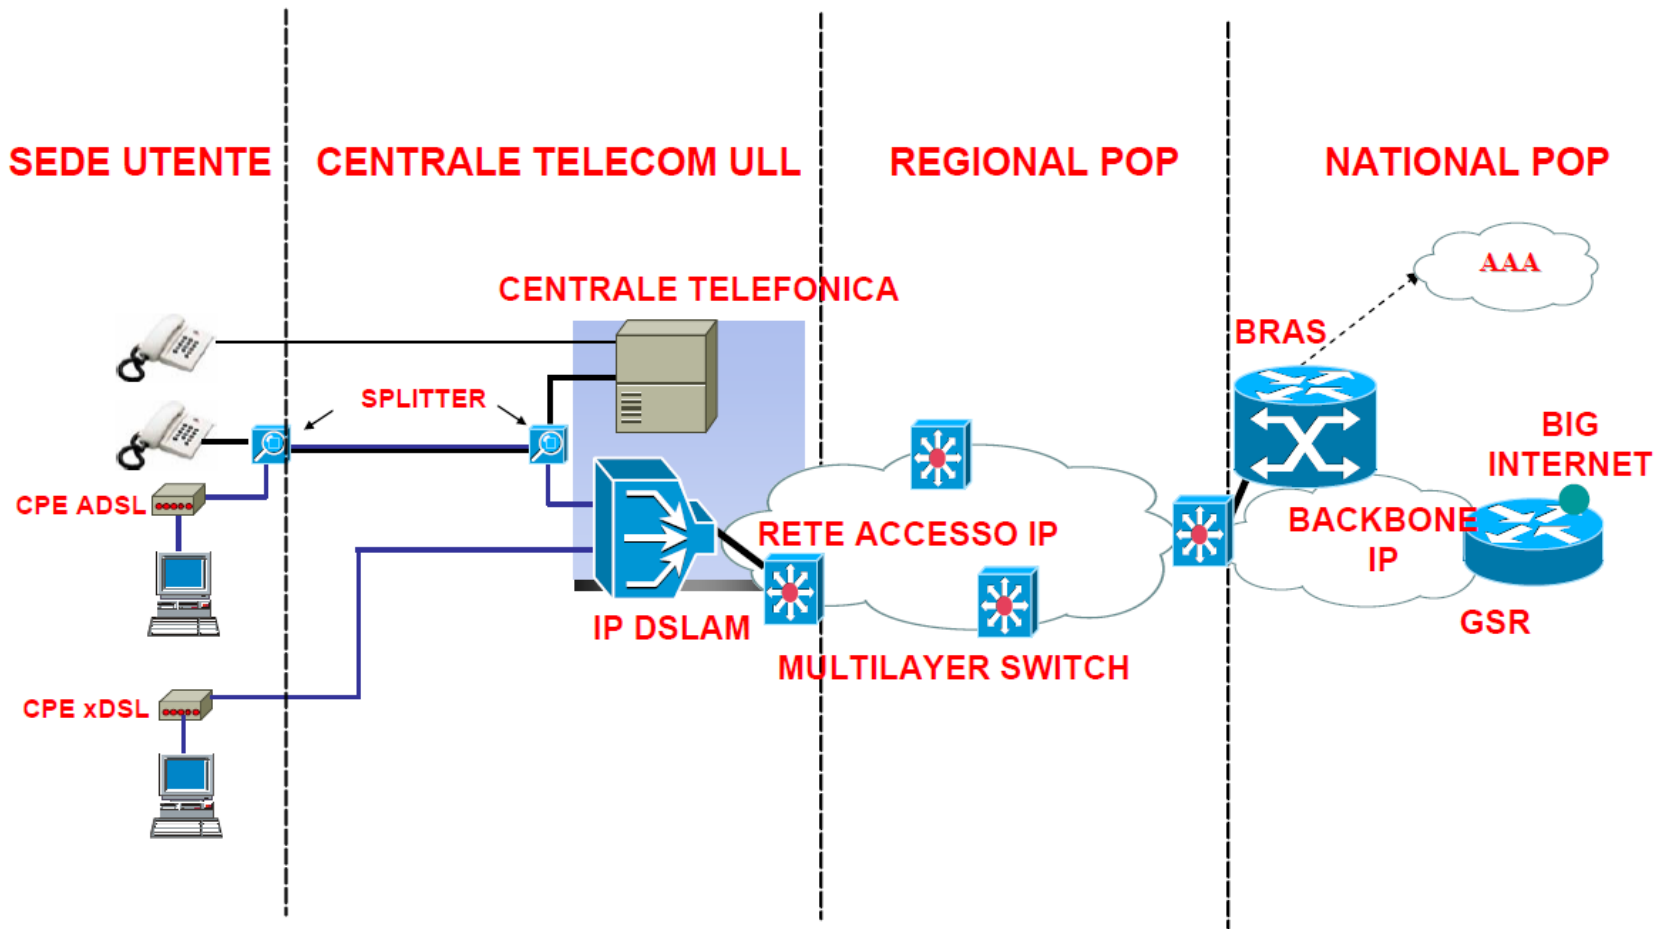 SEDE UTENTE
CENTRALE TELECOM ULL
REGIONAL POP
NATIONAL POP
AAA
CENTRALE TELEFONICA
BRAS
SPLITTER
BIG
INTERNET
CPE ADSL
RETE ACCESSO IP
BACKBONE
IP
IP DSLAM
GSR
MULTILAYER SWITCH
CPE xDSL